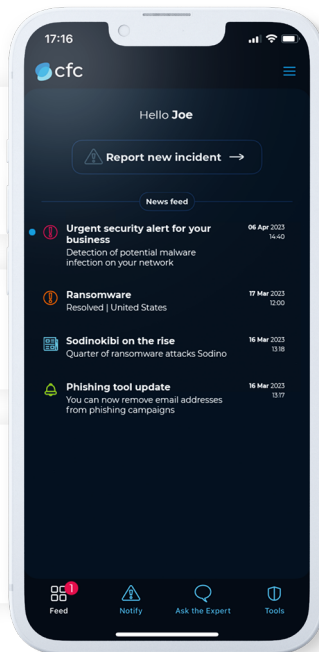 17:16
cfc
Hello Joe
Report new incident
News feed
Urgent security alert for your
business
06 Apr 2023
14:40
Detection of potential malware
infection on your network
Ransomware
17 Mar 2023
12:00
Resolved | United States
Sodinokibi on the rise
16 Mar 2023
13:18
Quarter of ransomware attacks Sodino
Phishing tool update
16 Mar 2023
13:17
You can now remove email addresses
from phishing campaigns
1
Feed
Notify
Ask the Expert
Tools